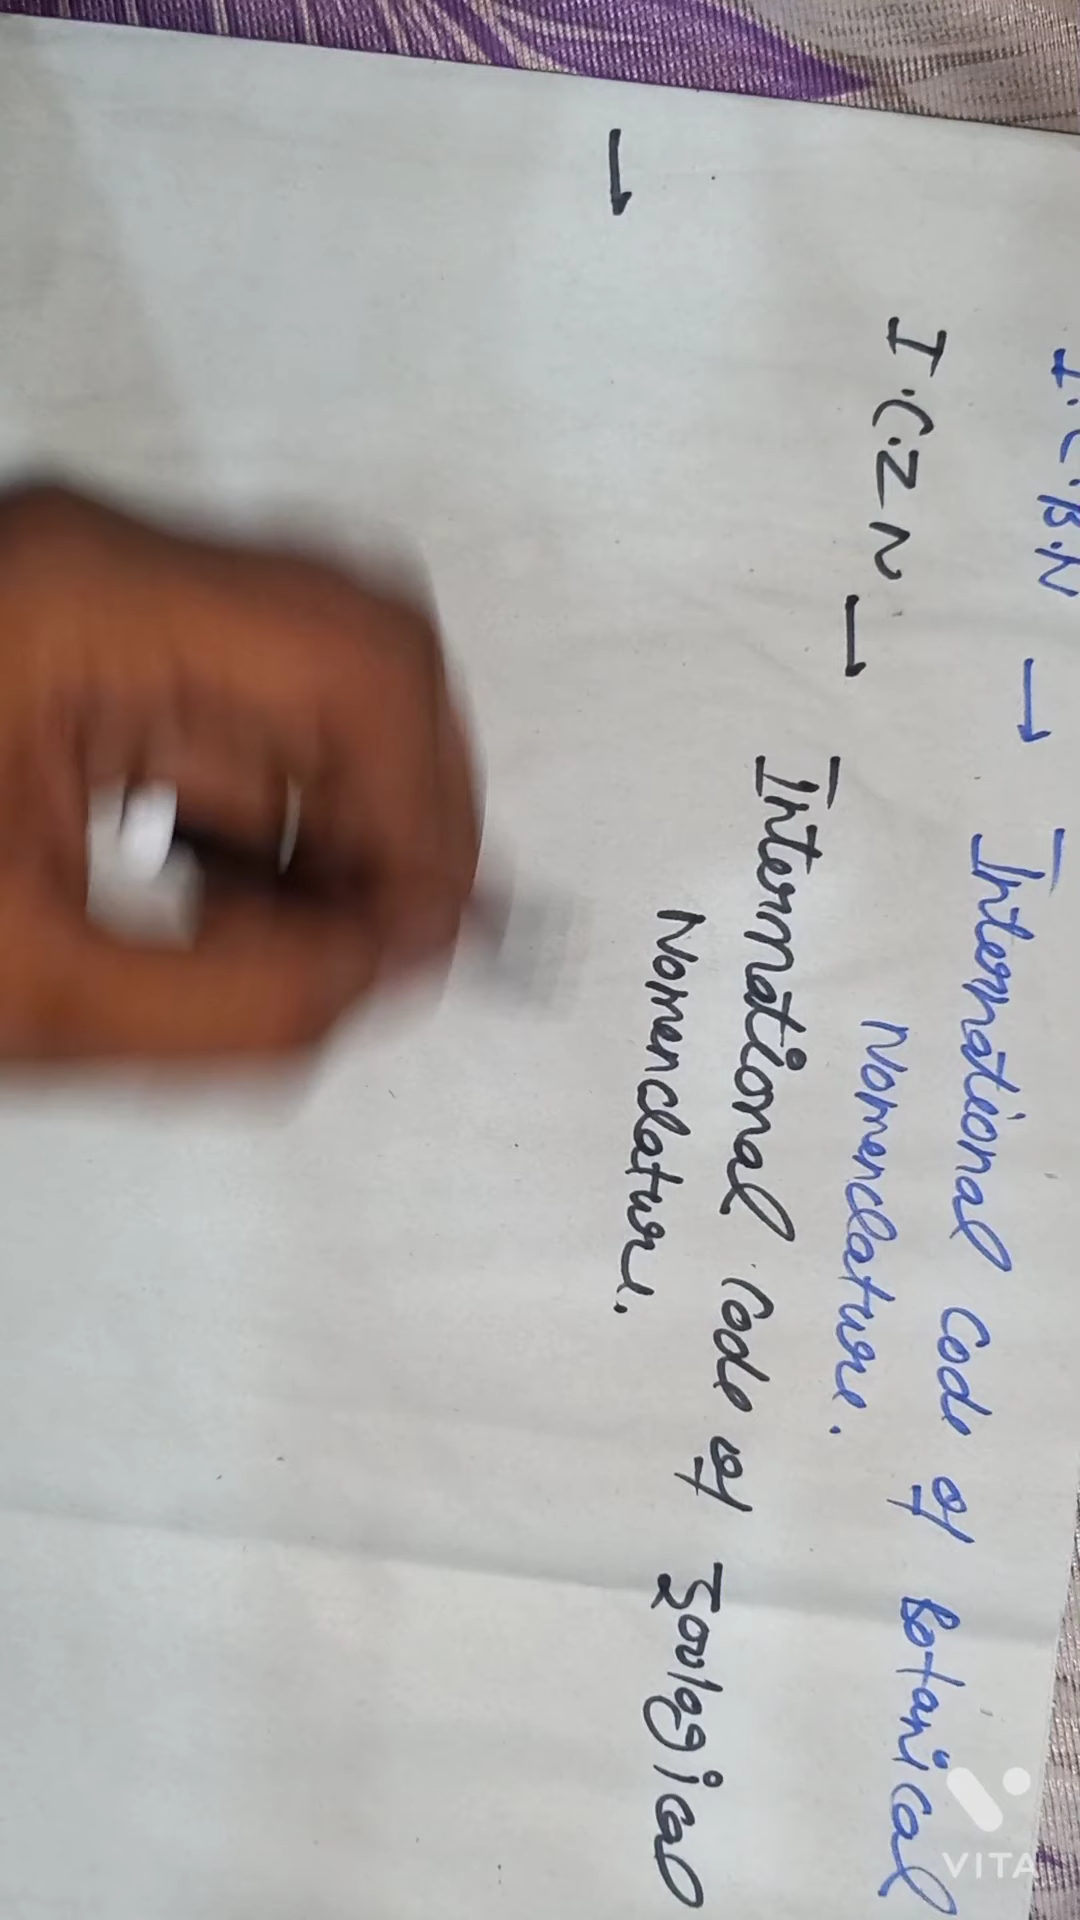 I.C.B.N → International Code of Botanical
Nomenclature.
I.C.Z N → International Code of Zoological
Nomenclature.
→
VITA